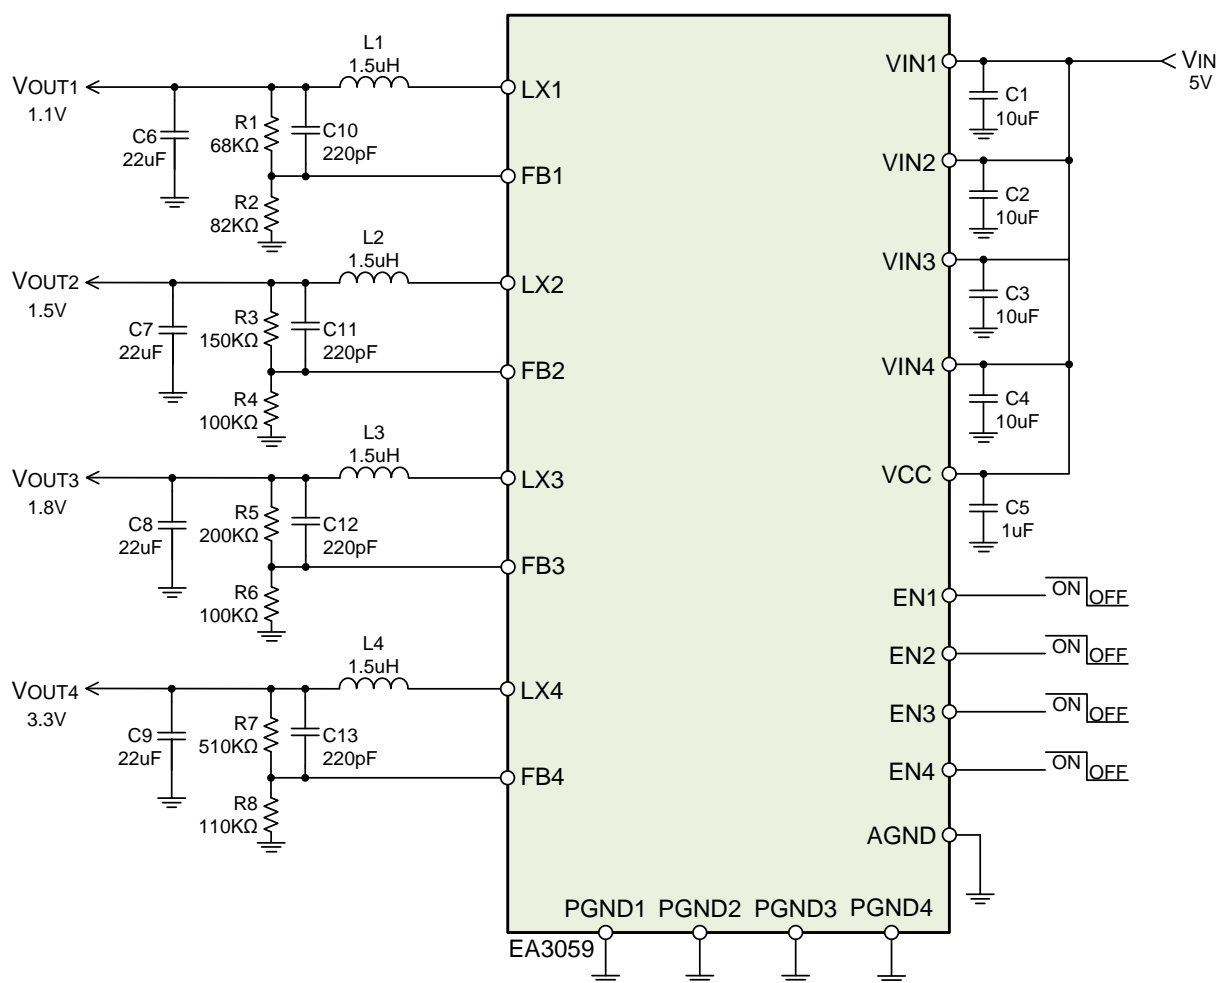 L1
1.5uH
VOUT1
1.1V
LX1
C6
22uF
R1
68KΩ
C10
220pF
FB1
R2
82KΩ
L2
1.5uH
VOUT2
1.5V
LX2
C7
22uF
R3
150KΩ
C11
220pF
FB2
R4
100KΩ
L3
1.5uH
VOUT3
1.8V
LX3
C8
22uF
R5
200KΩ
C12
220pF
FB3
R6
100KΩ
L4
1.5uH
VOUT4
3.3V
LX4
C9
22uF
R7
510KΩ
C13
220pF
FB4
R8
110KΩ
VIN1
VIN
5V
C1
10uF
VIN2
C2
10uF
VIN3
C3
10uF
VIN4
C4
10uF
VCC
C5
1uF
EN1
ON OFF
EN2
ON OFF
EN3
ON OFF
EN4
ON OFF
AGND
PGND1 PGND2 PGND3 PGND4
EA3059